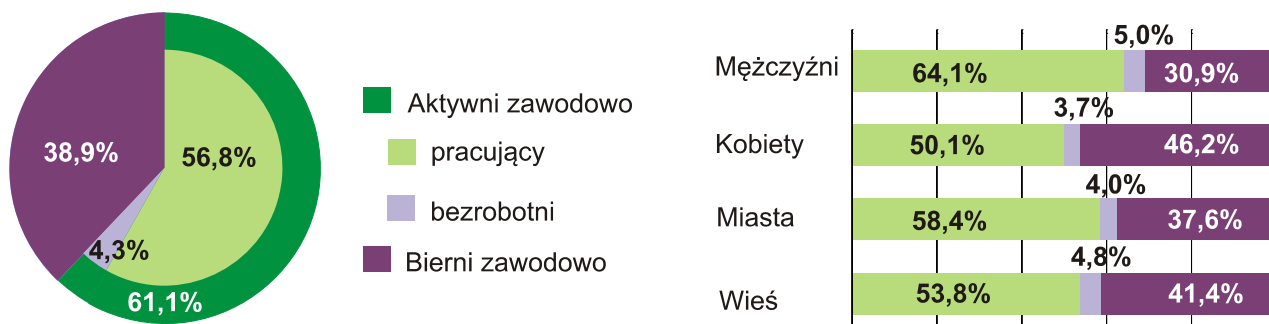 38,9%
56,8%
4,3%
61,1%
Aktywni zawodowo
pracujący
bezrobotni
Bierni zawodowo
5,0%
Mężczyźni 64,1% 30,9%
3,7%
Kobiety 50,1% 46,2%
4,0%
Miasta 58,4% 37,6%
4,8%
Wieś 53,8% 41,4%